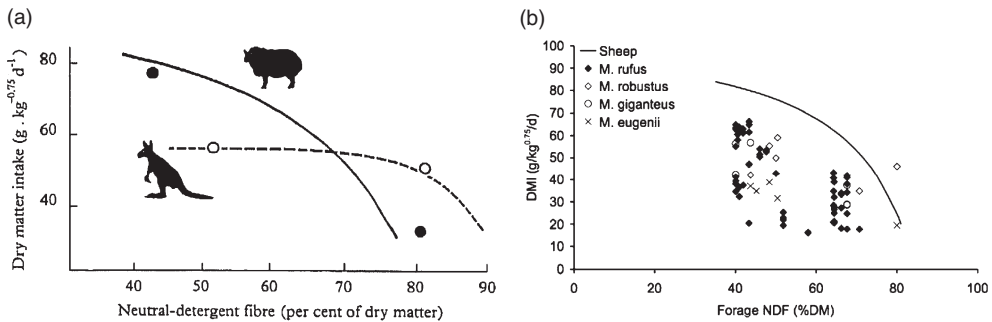 (a)
80
60
40
Dry matter intake (g . kg⁻⁰·⁷⁵ d⁻¹)
40 50 60 70 80 90
Neutral-detergent fibre (per cent of dry matter)
(b)
100
90
80
70
60
50
40
30
20
10
0
DMI (g/kg⁰·⁷⁵/d)
Sheep
M. rufus
M. robustus
M. giganteus
M. eugenii
0 20 40 60 80 100
Forage NDF (%DM)